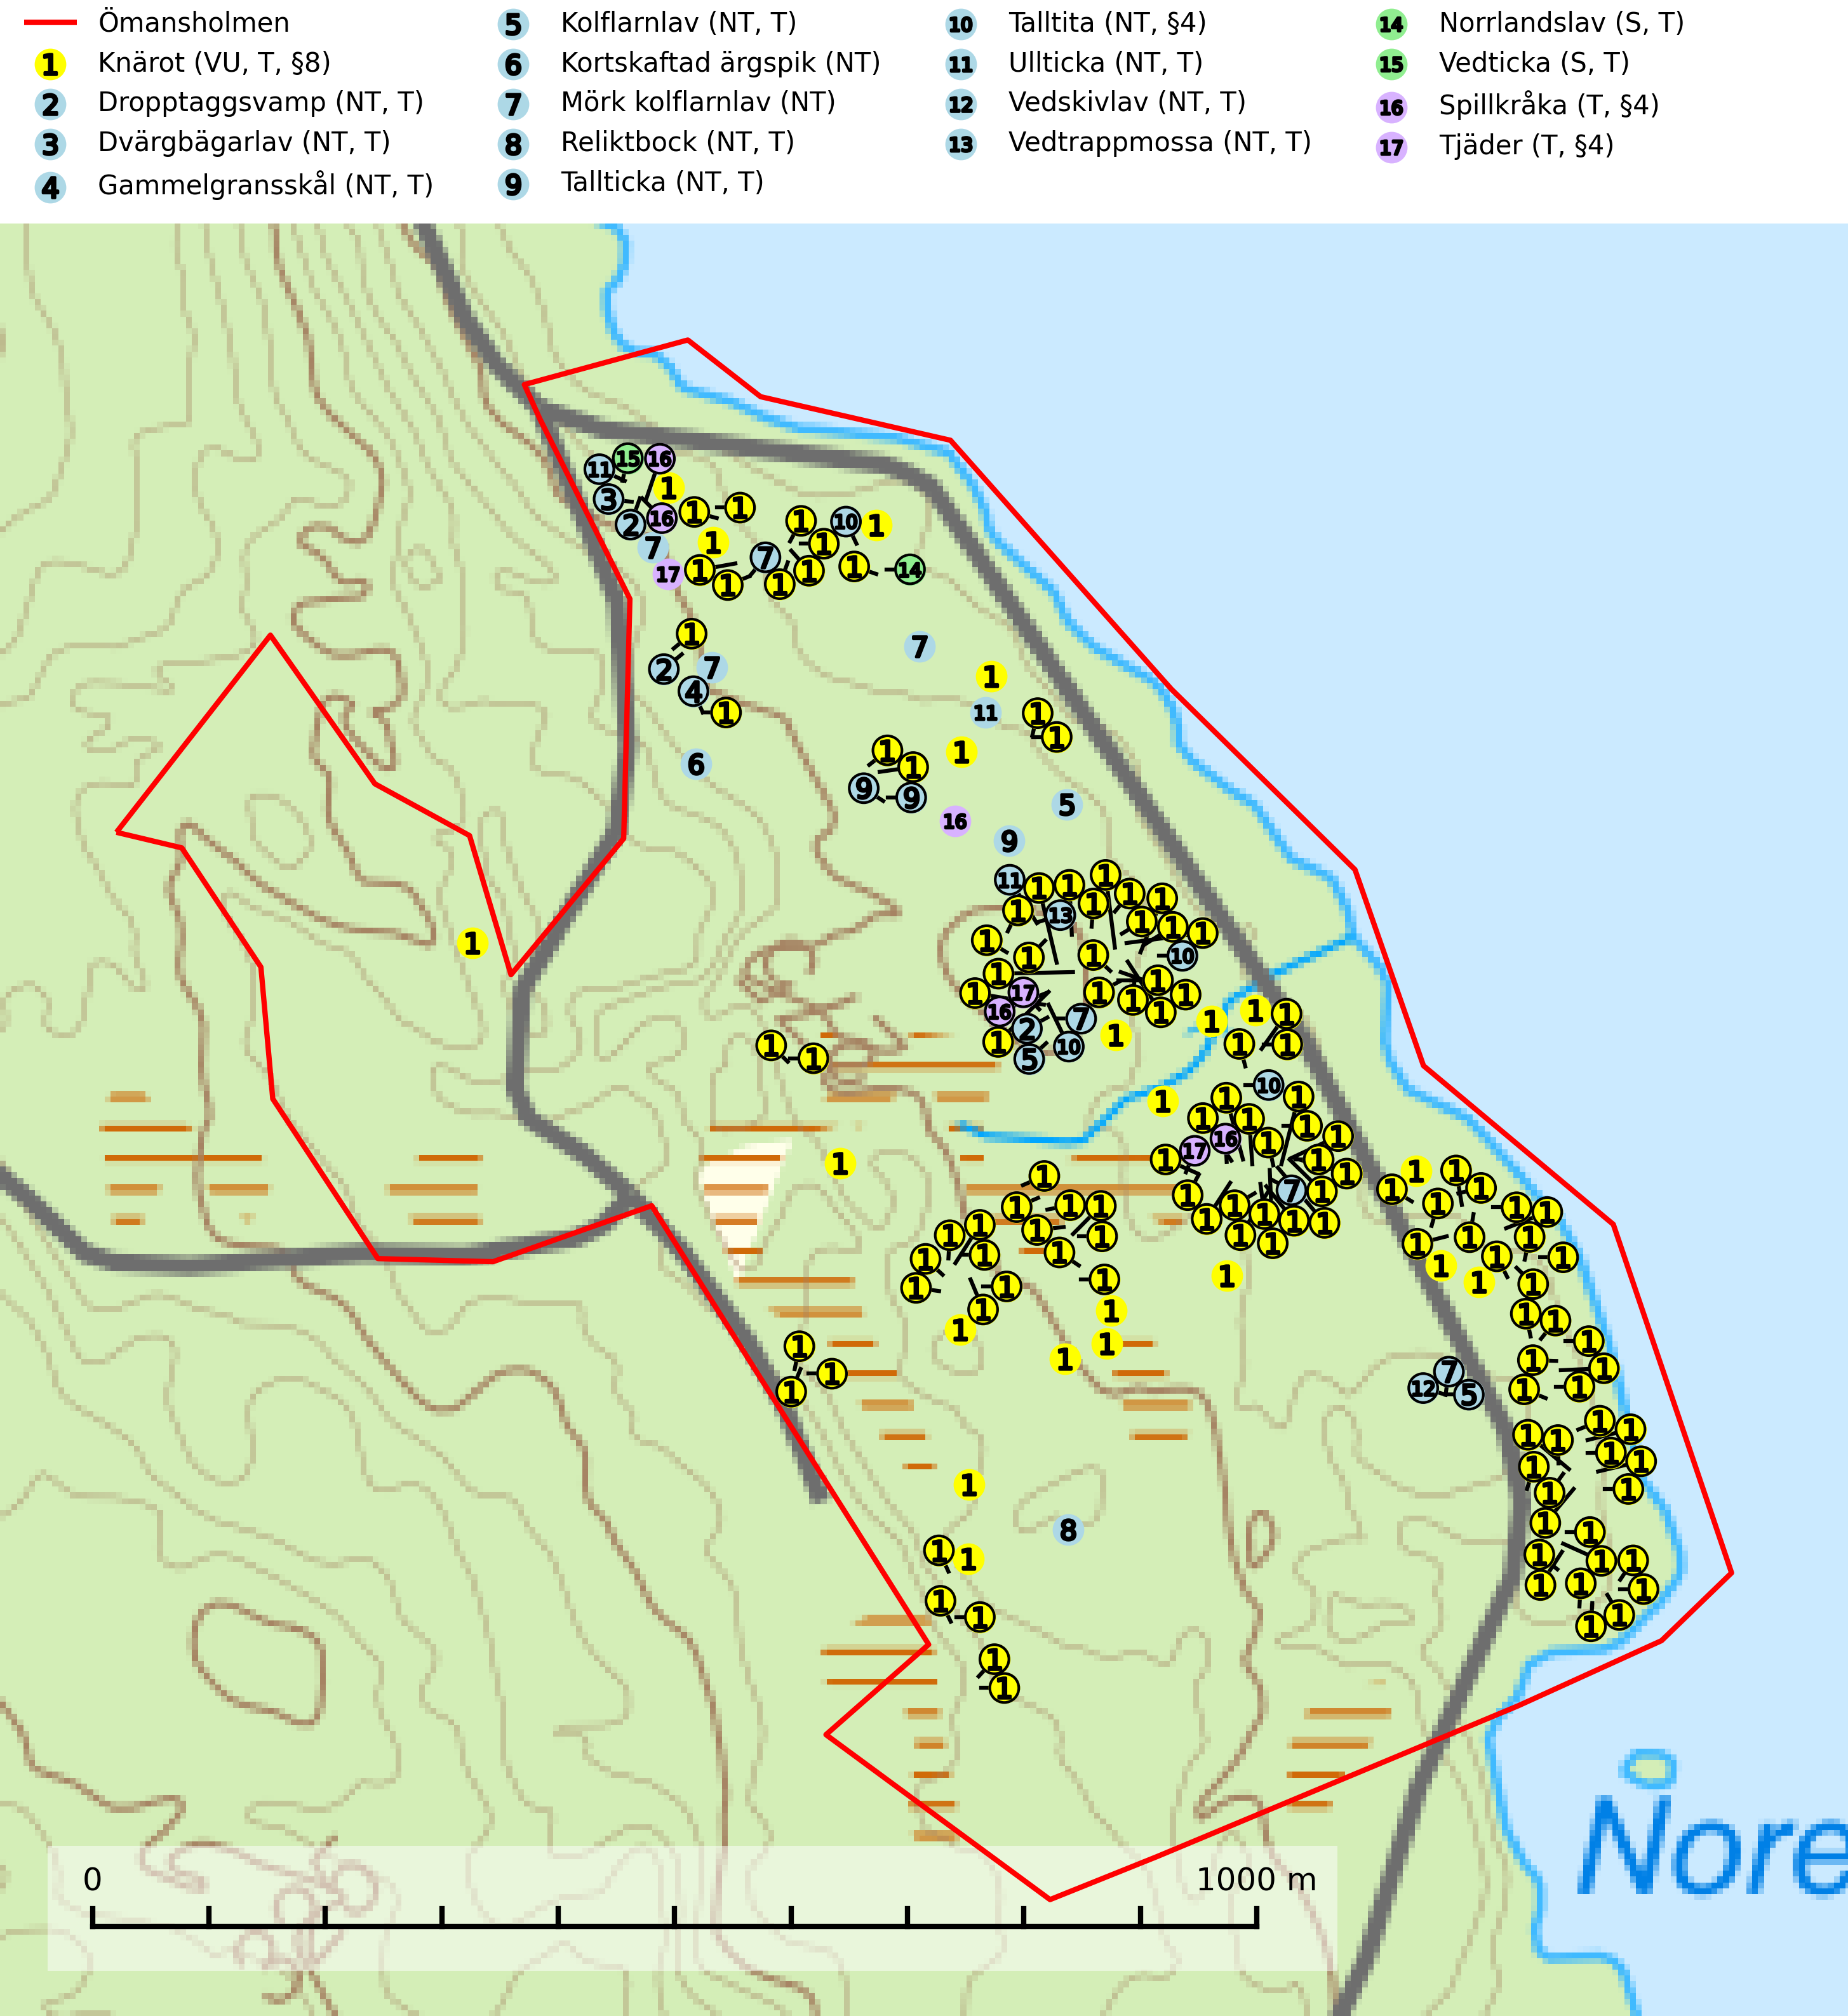 Ömansholmen
1 Knärot (VU, T, §8)
2 Dropptaggsvamp (NT, T)
3 Dvärgbägarlav (NT, T)
4 Gammelgransskål (NT, T)
5 Kolflarnlav (NT, T)
6 Kortskaftad ärgspik (NT)
7 Mörk kolflarnlav (NT)
8 Reliktbock (NT, T)
9 Tallticka (NT, T)
10 Talltita (NT, §4)
11 Ullticka (NT, T)
12 Vedskivlav (NT, T)
13 Vedtrappmossa (NT, T)
14 Norrlandslav (S, T)
15 Vedticka (S, T)
16 Spillkråka (T, §4)
17 Tjäder (T, §4)
Nore
0 1000 m